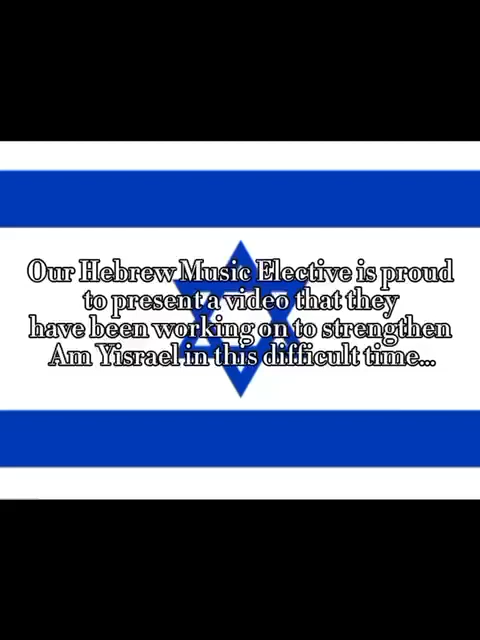 Our Hebrew Music Elective is proud
to present a video that they
have been working on to strengthen
Am Yisrael in this difficult time...